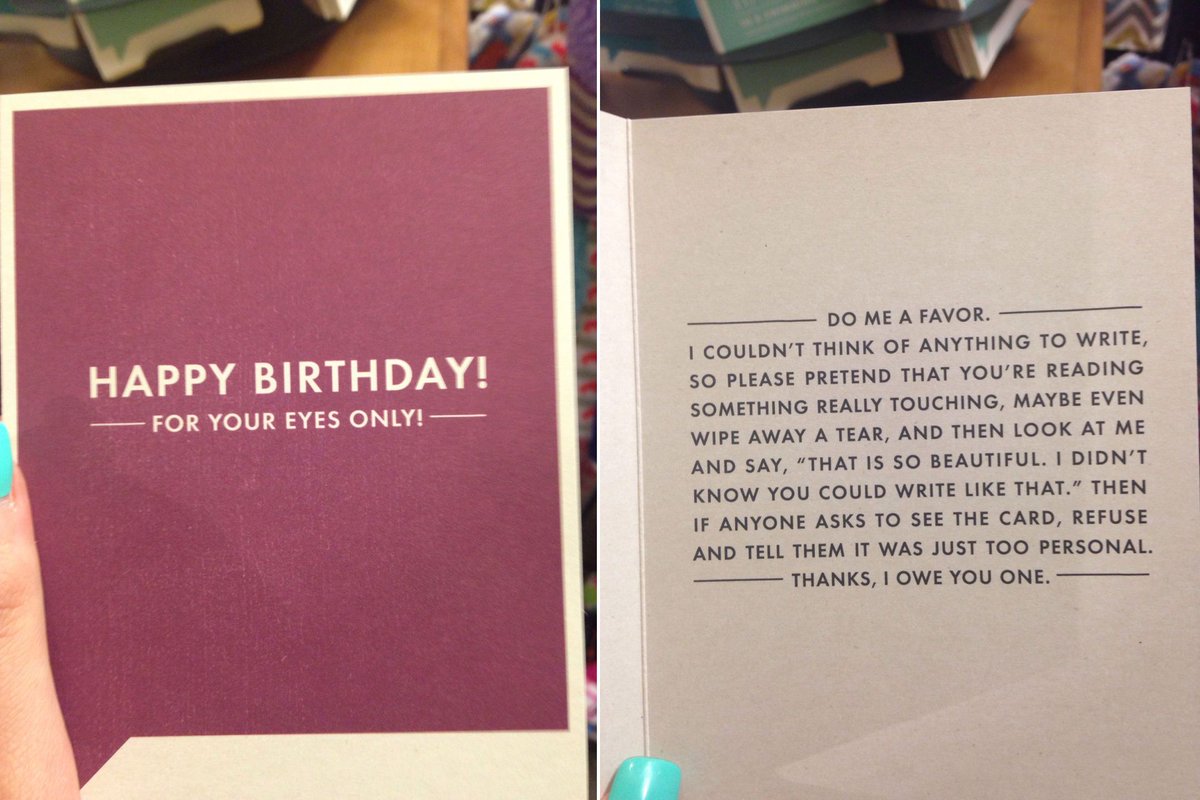 HAPPY BIRTHDAY!
FOR YOUR EYES ONLY!
DO ME A FAVOR.
I COULDN'T THINK OF ANYTHING TO WRITE,
SO PLEASE PRETEND THAT YOU'RE READING
SOMETHING REALLY TOUCHING, MAYBE EVEN
WIPE AWAY A TEAR, AND THEN LOOK AT ME
AND SAY, "THAT IS SO BEAUTIFUL. I DIDN'T
KNOW YOU COULD WRITE LIKE THAT." THEN
IF ANYONE ASKS TO SEE THE CARD, REFUSE
AND TELL THEM IT WAS JUST TOO PERSONAL.
THANKS, I OWE YOU ONE.